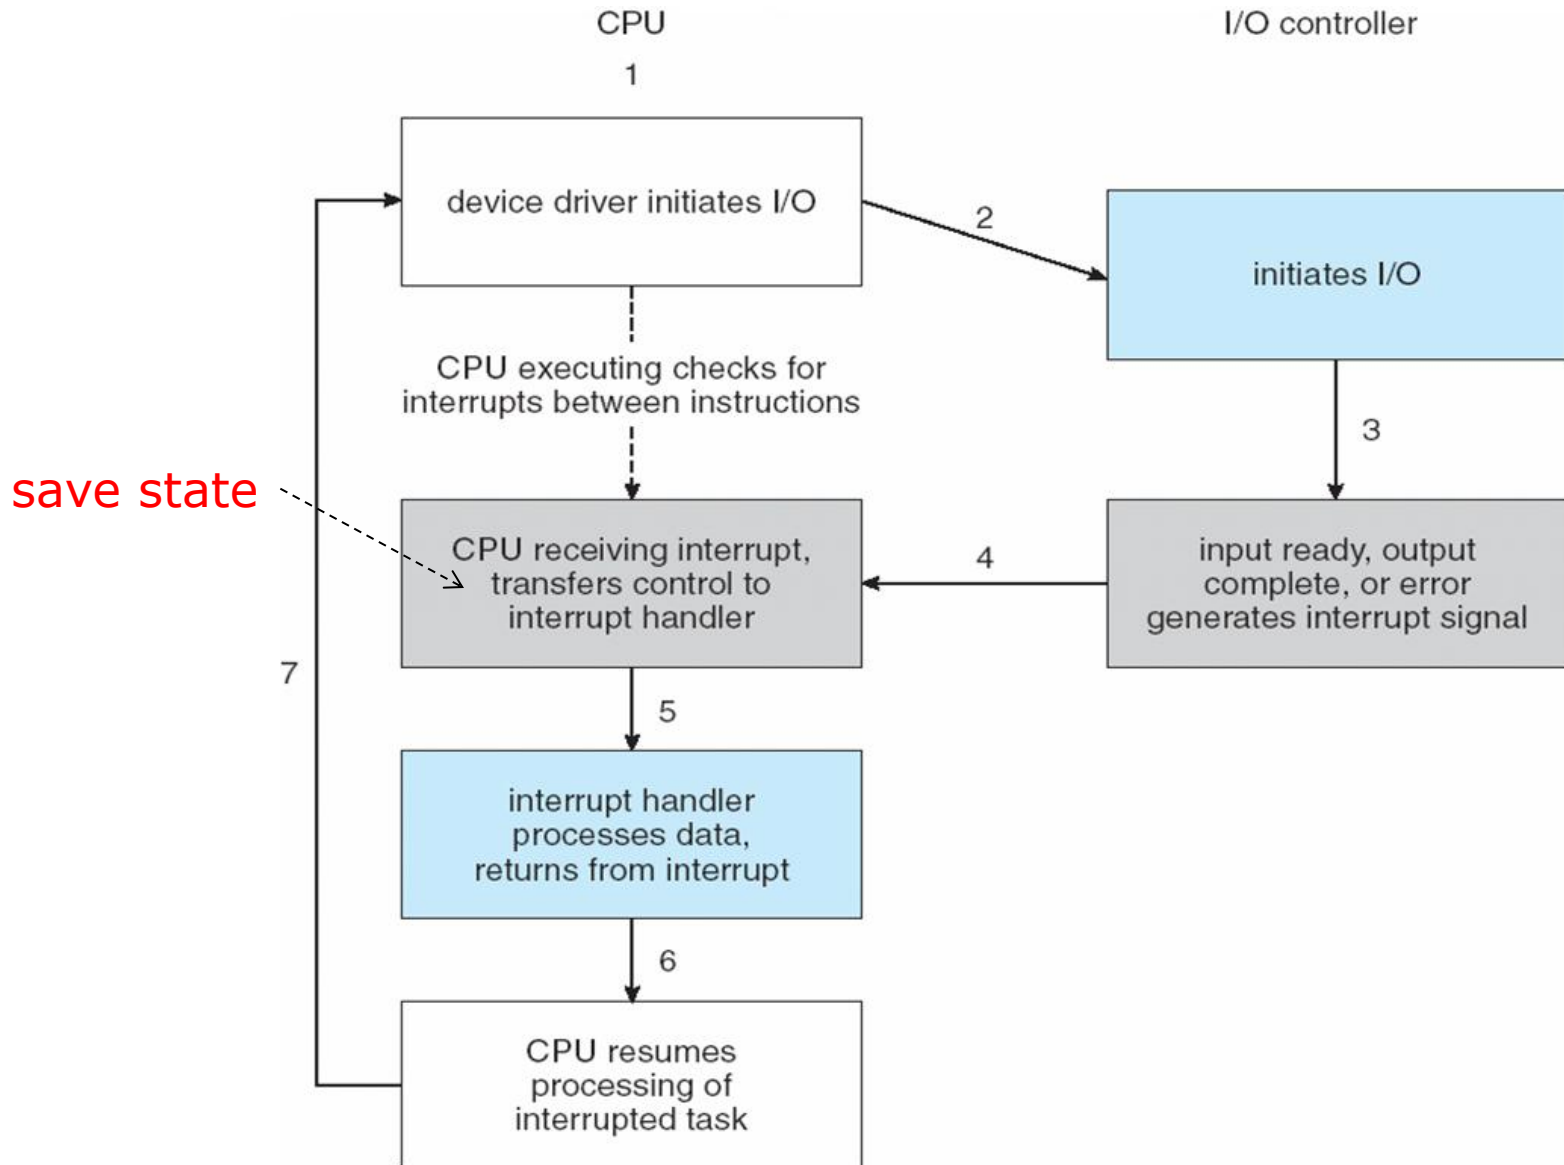 CPU
I/O controller
1
device driver initiates I/O
2
initiates I/O
CPU executing checks for
interrupts between instructions
3
save state
CPU receiving interrupt,
transfers control to
interrupt handler
4
input ready, output
complete, or error
generates interrupt signal
7
5
interrupt handler
processes data,
returns from interrupt
6
CPU resumes
processing of
interrupted task